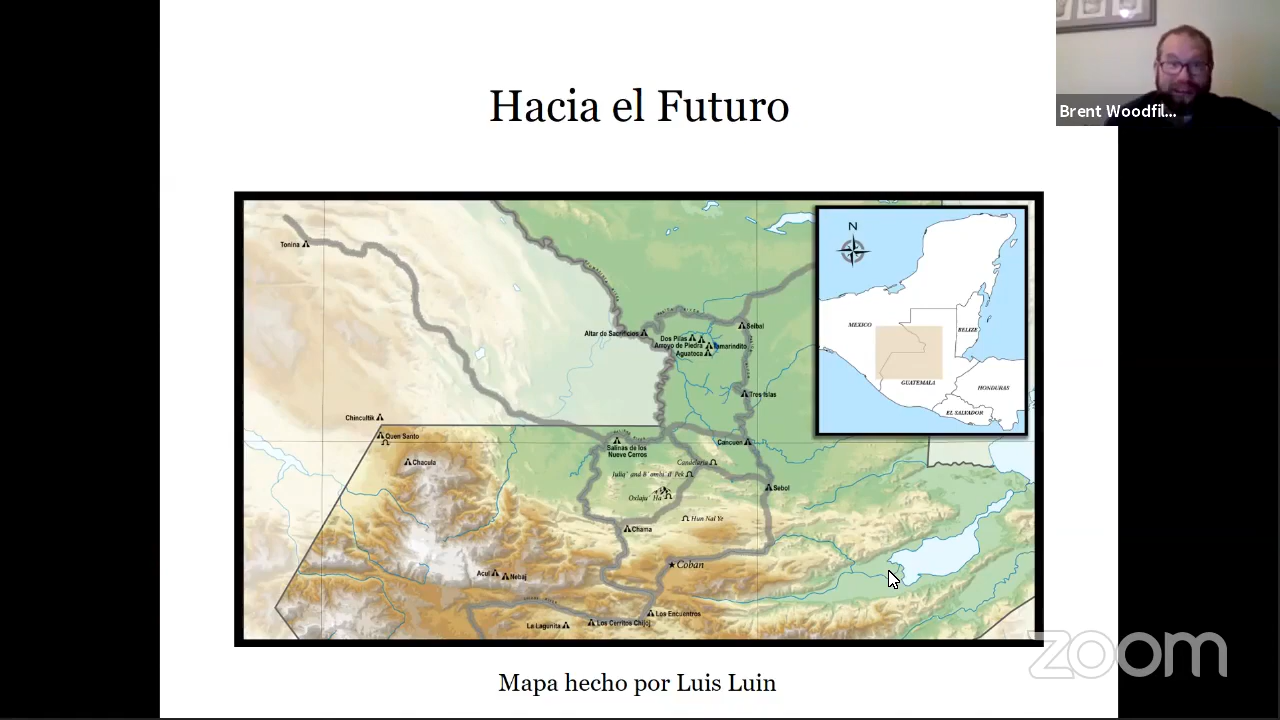 Hacia el Futuro
Brent Woodfil...
N
Tonina
MEXICO
BELIZE
Altar de Sacrificios
Seibal
Dos Pilas
Arroyo de Piedra
Tamarindito
Aguateca
GUATEMALA
HONDURAS
Tres Islas
EL SALVADOR
Chincultik
Quen Santo
Cancuen
Salinas de los
Nueve Cerros
Chacula
Candelaria
Sebol
Hun Nal Ye
Chama
Coban
Acul
Nebaj
Los Encuentros
La Lagunita
Los Cerritos Chijoj
zoom
Mapa hecho por Luis Luin